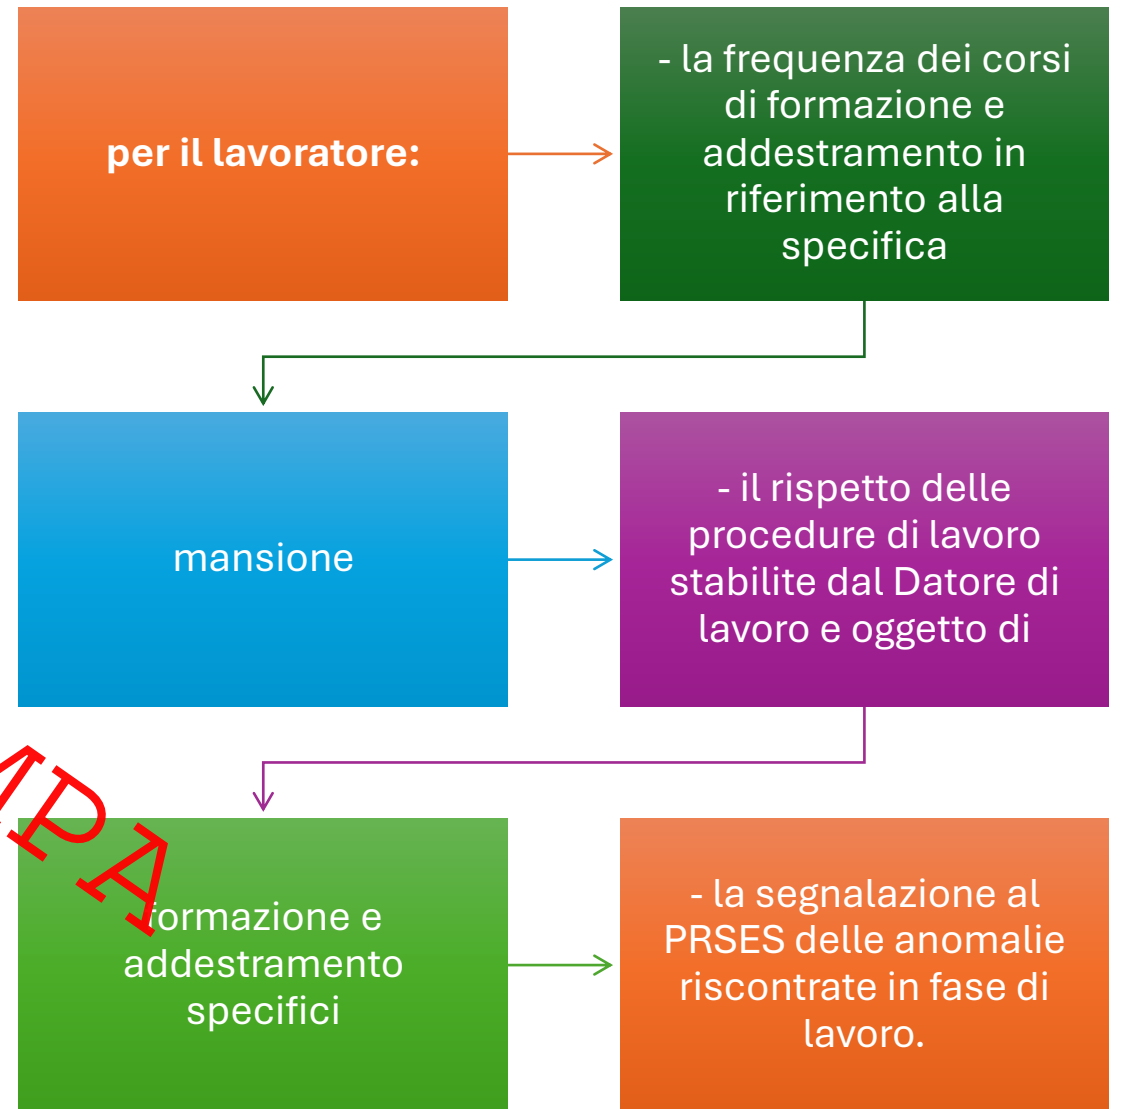 per il lavoratore:
- la frequenza dei corsi
di formazione e
addestramento in
riferimento alla
specifica
mansione
- il rispetto delle
procedure di lavoro
stabilite dal Datore di
lavoro e oggetto di
formazione e
addestramento
specifici
- la segnalazione al
PRSES delle anomalie
riscontrate in fase di
lavoro.
MPA